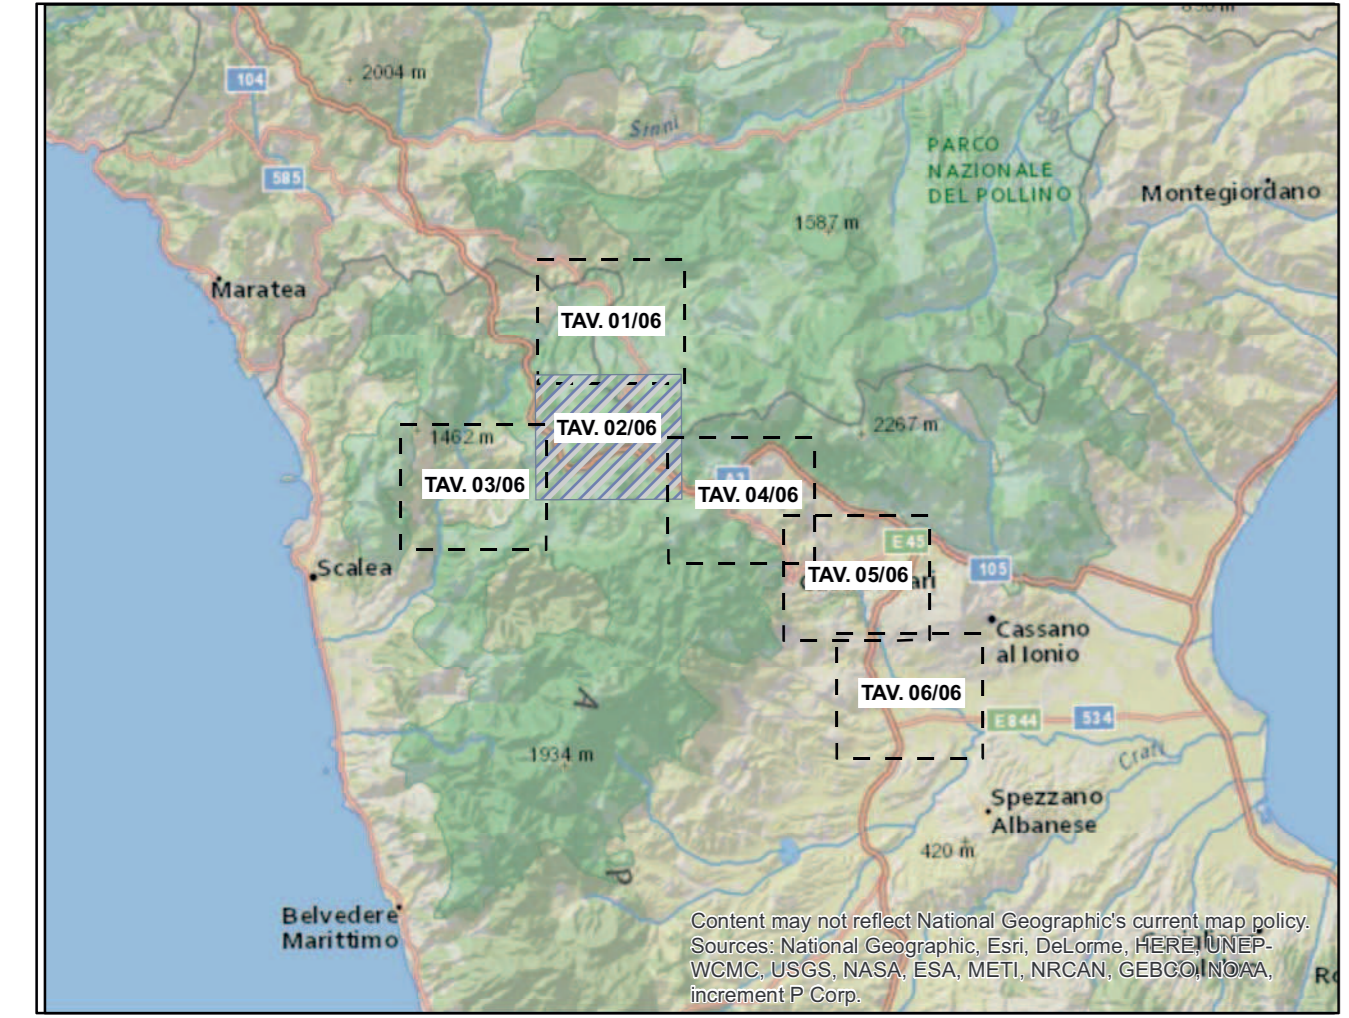 104
2004 m
Sinni
585
PARCO
NAZIONALE
DEL POLLINO
Montegiordano
1587 m
Maratea
TAV. 01/06
TAV. 02/06
2267 m
1462 m
TAV. 03/06
TAV. 04/06
E45
105
Scalea
TAV. 05/06
Cassano
al Ionio
TAV. 06/06
E844
534
A
1934 m
Crati
Spezzano
Albanese
420 m
P
Belvedere
Marittimo
Content may not reflect National Geographic's current map policy.
Sources: National Geographic, Esri, DeLorme, HERE, UNEP-
WCMC, USGS, NASA, ESA, METI, NRCAN, GEBCO, NOAA,
increment P Corp.